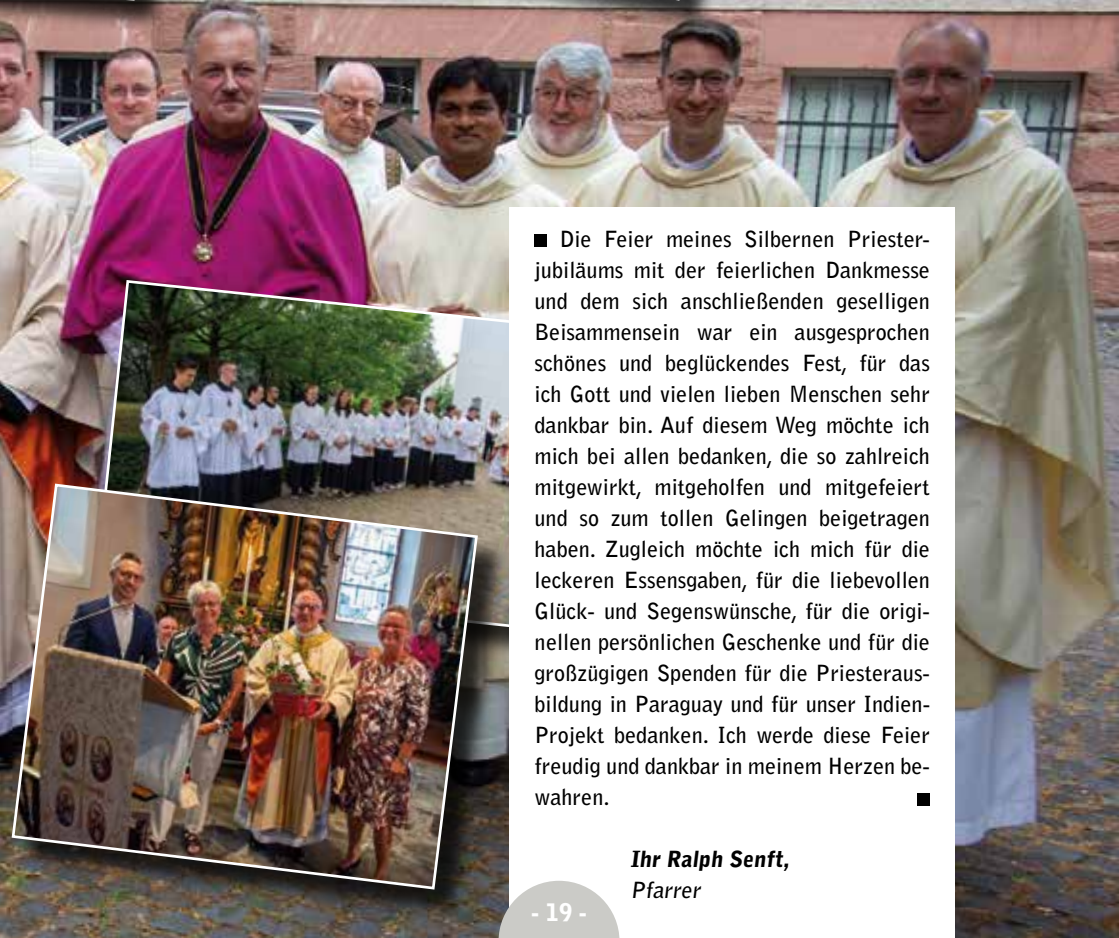 ■ Die Feier meines Silbernen Priester-
jubiläums mit der feierlichen Dankmesse
und dem sich anschließenden geselligen
Beisammensein war ein ausgesprochen
schönes und beglückendes Fest, für das
ich Gott und vielen lieben Menschen sehr
dankbar bin. Auf diesem Weg möchte ich
mich bei allen bedanken, die so zahlreich
mitgewirkt, mitgeholfen und mitgefeiert
und so zum tollen Gelingen beigetragen
haben. Zugleich möchte ich mich für die
leckeren Essensgaben, für die liebevollen
Glück- und Segenswünsche, für die origi-
nellen persönlichen Geschenke und für die
großzügigen Spenden für die Priesteraus-
bildung in Paraguay und für unser Indien-
Projekt bedanken. Ich werde diese Feier
freudig und dankbar in meinem Herzen be-
wahren. ■
Ihr Ralph Senft,
Pfarrer
- 19 -